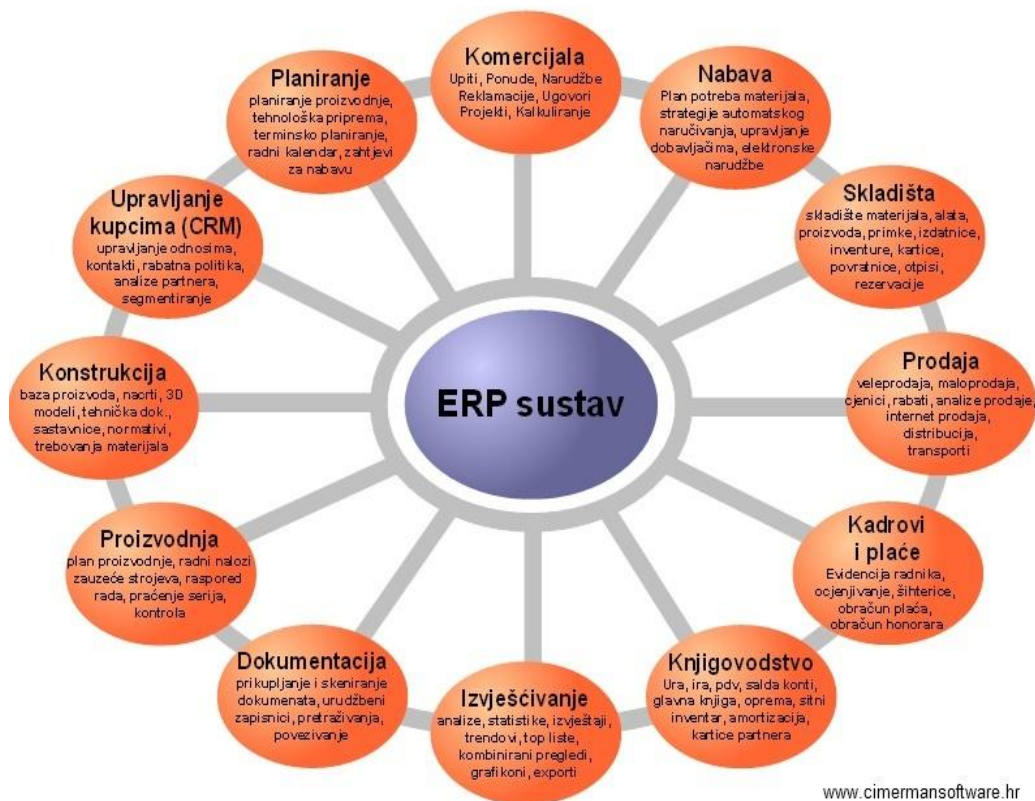 Komercijala
Upiti, Ponude, Narudžbe
Reklamacije, Ugovori
Projekti, Kalkuliranje
Nabava
Plan potreba materijala,
strategije automatskog
naručivanja, upravljanje
dobavljačima, elektronske
narudžbe
Skladišta
skladište materijala, alata,
proizvoda, primke, izdatnice,
inventure, kartice,
povratnice, otpisi,
rezervacije
Prodaja
veleprodaja, maloprodaja,
cjenici, rabati, analize prodaje,
internet prodaja,
distribucija,
transporti
Kadrovi
i plaće
Evidencija radnika,
ocjenjivanje, šihterice,
obračun plaća,
obračun honorara
Knjigovodstvo
Ura, ira, pdv, salda konti,
glavna knjiga, oprema, sitni
inventar, amortizacija,
kartice partnera
Izvješćivanje
analize, statistike, izvještaji,
trendovi, top liste,
kombinirani pregledi,
grafikoni, exporti
Dokumentacija
prikupljanje i skeniranje
dokumenata, urudžbeni
zapisnici, pretraživanja,
povezivanje
Proizvodnja
plan proizvodnje, radni nalozi
zauzeće strojeva, raspored
rada, praćenje serija,
kontrola
Konstrukcija
baza proizvoda, nacrti, 3D
modeli, tehnička dok.,
sastavnice, normativi,
trebovanja materijala
Upravljanje
kupcima (CRM)
upravljanje odnosima,
kontakti, rabatna politika,
analize partnera,
segmentiranje
Planiranje
planiranje proizvodnje,
tehnološka priprema,
terminsko planiranje,
radni kalendar, zahtjevi
za nabavu
ERP sustav
www.cimermansoftware.hr